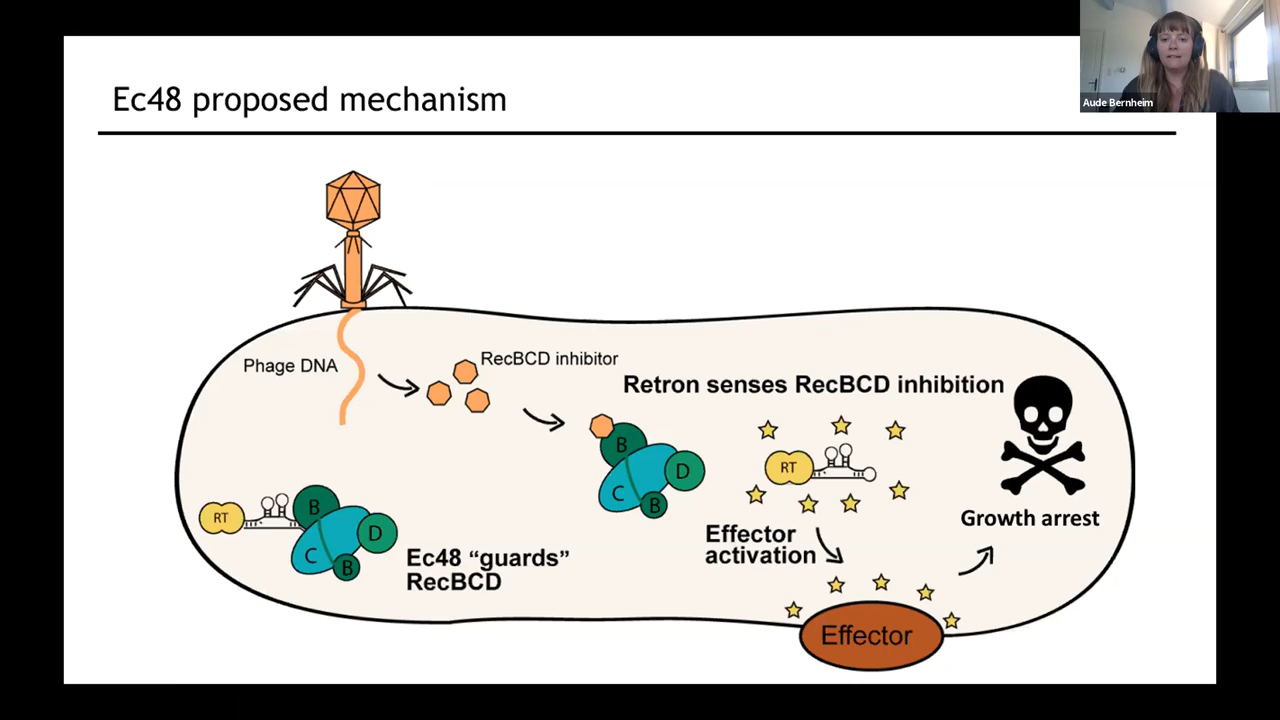 Ec48 proposed mechanism
Aude Bernheim
Phage DNA
RecBCD inhibitor
Retron senses RecBCD inhibition
B
D
C
B
RT
Growth arrest
Effector
activation
RT
B
D
C
B
Ec48 “guards”
RecBCD
Effector